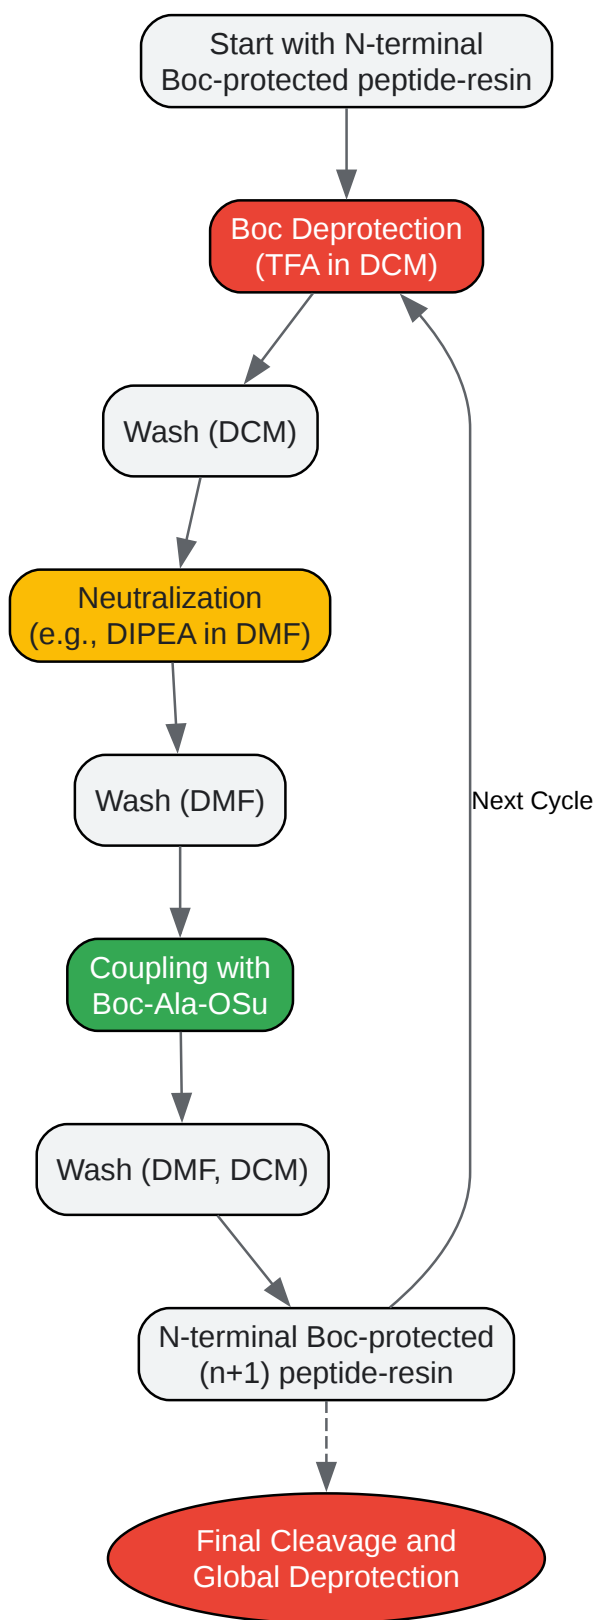 Start with N-terminal
Boc-protected peptide-resin
Boc Deprotection
(TFA in DCM)
Wash (DCM)
Neutralization
(e.g., DIPEA in DMF)
Wash (DMF)
Next Cycle
Coupling with
Boc-Ala-OSu
Wash (DMF, DCM)
N-terminal Boc-protected
(n+1) peptide-resin
Final Cleavage and
Global Deprotection